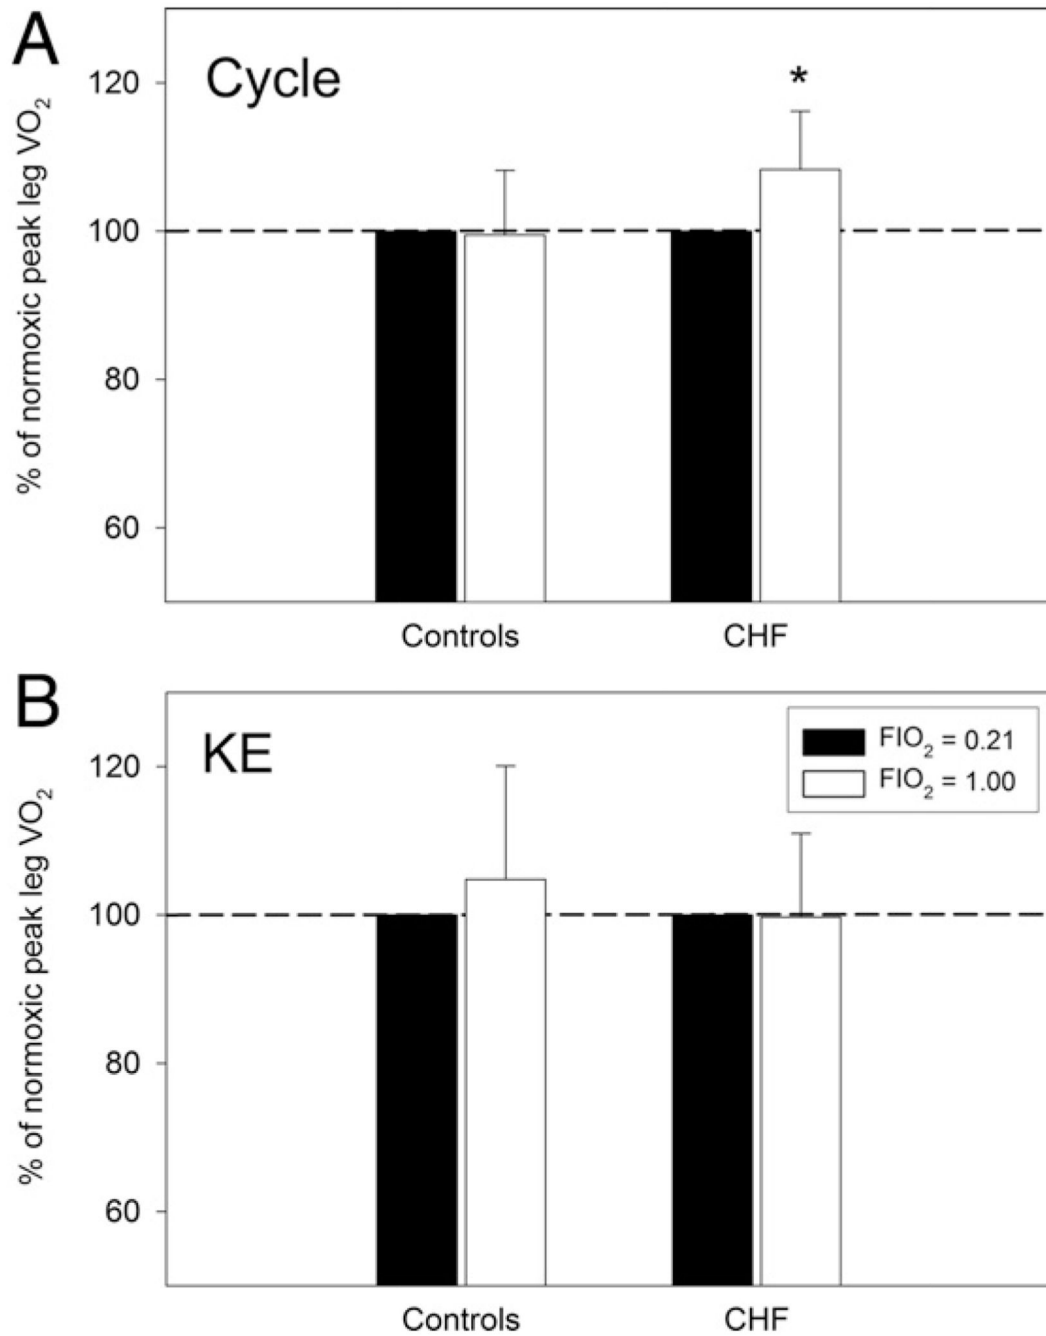 A
Cycle
*
% of normoxic peak leg VO₂
120
100
80
60
Controls CHF
B
KE
FIO₂ = 0.21
FIO₂ = 1.00
% of normoxic peak leg VO₂
120
100
80
60
Controls CHF